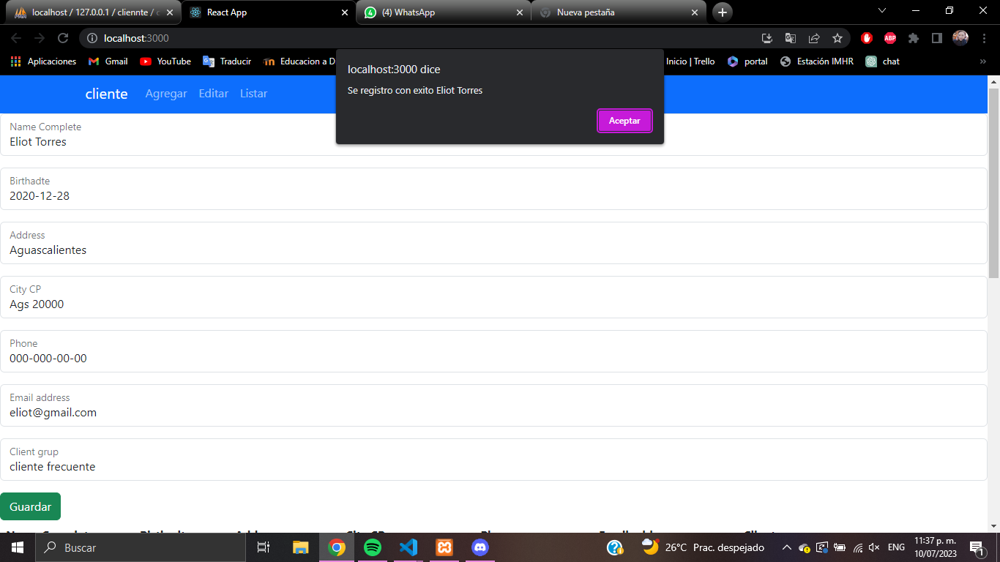 localhost / 127.0.0.1 / cliennte / c
React App
(4) WhatsApp
Nueva pestaña
localhost:3000
Aplicaciones
Gmail
YouTube
Traducir
Educacion a D
Inicio | Trello
portal
Estación IMHR
chat
localhost:3000 dice
Se registro con exito Eliot Torres
Aceptar
cliente
Agregar
Editar
Listar
Name Complete
Eliot Torres
Birthadte
2020-12-28
Address
Aguascalientes
City CP
Ags 20000
Phone
000-000-00-00
Email address
eliot@gmail.com
Client grup
cliente frecuente
Guardar
Buscar
26°C Prac. despejado
ENG
11:37 p. m.
10/07/2023